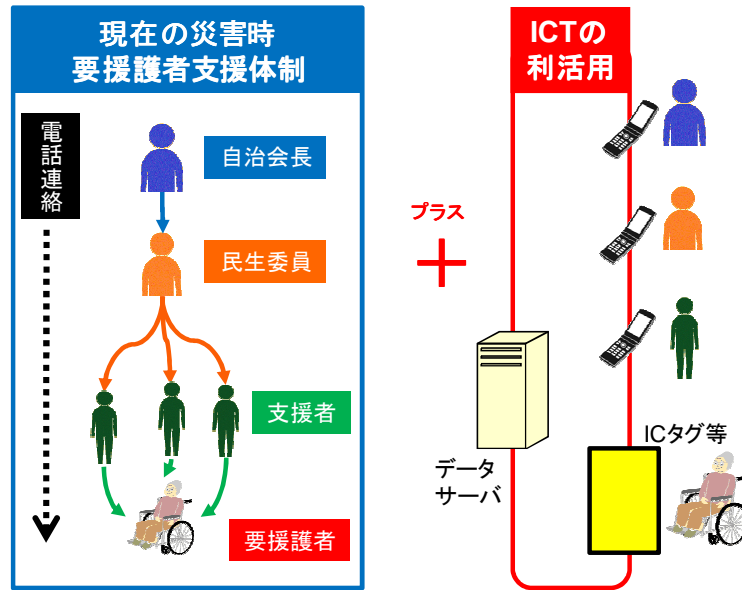 現在の災害時
要援護者支援体制
電話連絡
自治会長
民生委員
支援者
要援護者
プラス
ICTの
利活用
データ
サーバ
ICタグ等